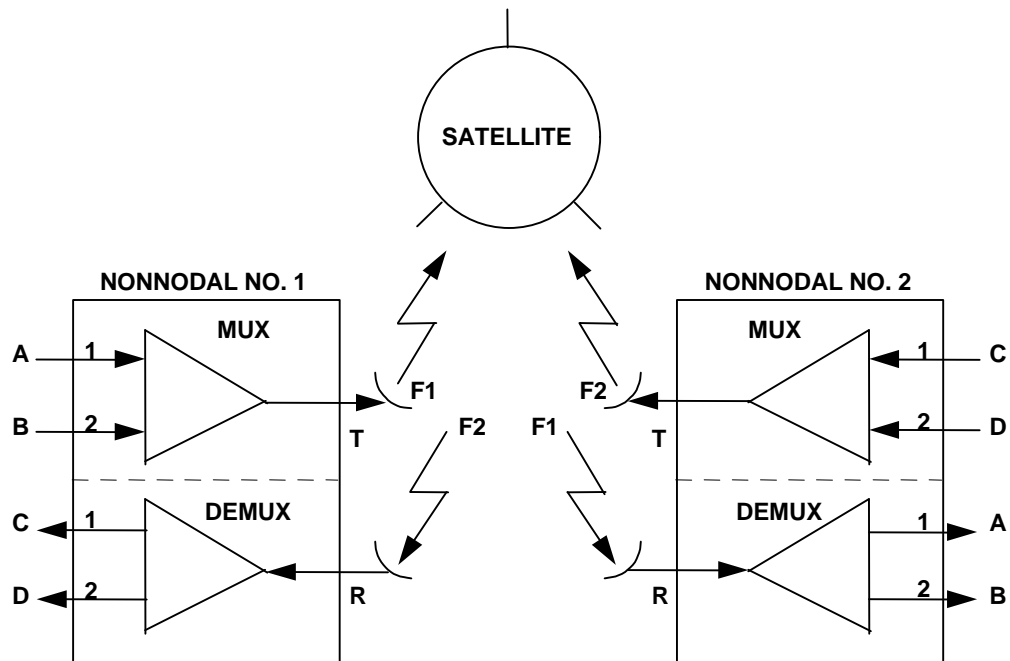 SATELLITE
NONNODAL NO. 1
NONNODAL NO. 2
MUX
MUX
A 1
1 C
F1
F2
B 2
2 D
F2
F1
T
T
DEMUX
DEMUX
C 1
1 A
D 2
2 B
R
R